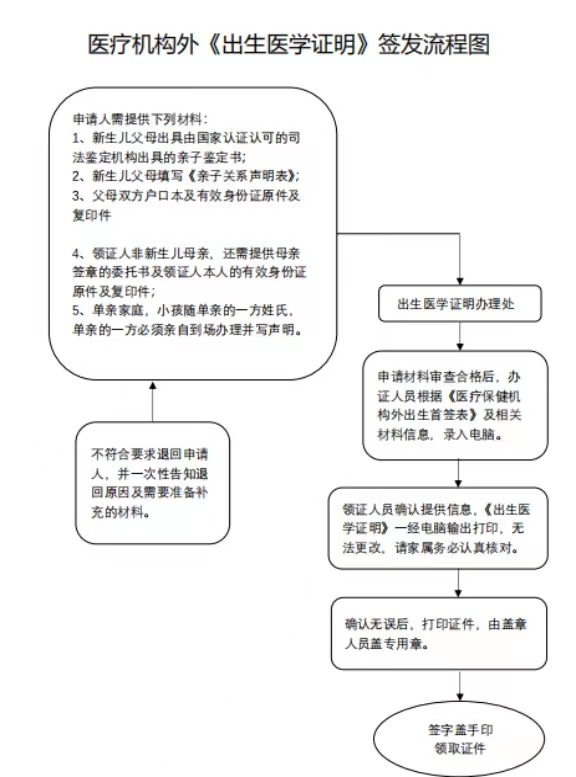 医疗机构外《出生医学证明》签发流程图
申请人需提供下列材料：
1、新生儿父母出具由国家认证认可的司
法鉴定机构出具的亲子鉴定书；
2、新生儿父母填写《亲子关系声明表》；
3、父母双方户口本及有效身份证原件及
复印件
4、领证人非新生儿母亲，还需提供母亲
签章的委托书及领证人本人的有效身份证
原件及复印件；
5、单亲家庭，小孩随单亲的一方姓氏，
单亲的一方必须亲自到场办理并写声明。
出生医学证明办理处
申请材料审查合格后，办
证人员根据《医疗保健机
构外出生首签表》及相关
材料信息，录入电脑。
不符合要求退回申请
人，并一次性告知退
回原因及需要准备补
充的材料。
领证人员确认提供信息，《出生医
学证明》一经电脑输出打印，无
法更改，请家属务必认真核对。
确认无误后，打印证件，由盖章
人员盖专用章。
签字盖手印
领取证件